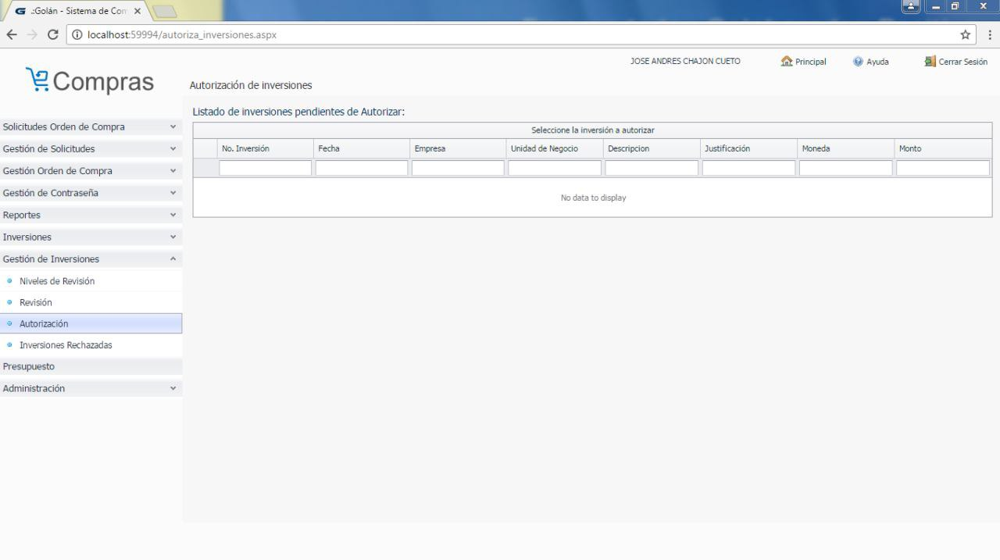 .:Golán - Sistema de Com
localhost:59994/autoriza_inversiones.aspx
JOSE ANDRES CHAJON CUETO
Principal
Ayuda
Cerrar Sesión
Compras
Autorización de inversiones
Listado de inversiones pendientes de Autorizar:
Seleccione la inversión a autorizar
No. Inversión Fecha Empresa Unidad de Negocio Descripcion Justificación Moneda Monto
No data to display
Solicitudes Orden de Compra
Gestión de Solicitudes
Gestión Orden de Compra
Gestión de Contraseña
Reportes
Inversiones
Gestión de Inversiones
Niveles de Revisión
Revisión
Autorización
Inversiones Rechazadas
Presupuesto
Administración